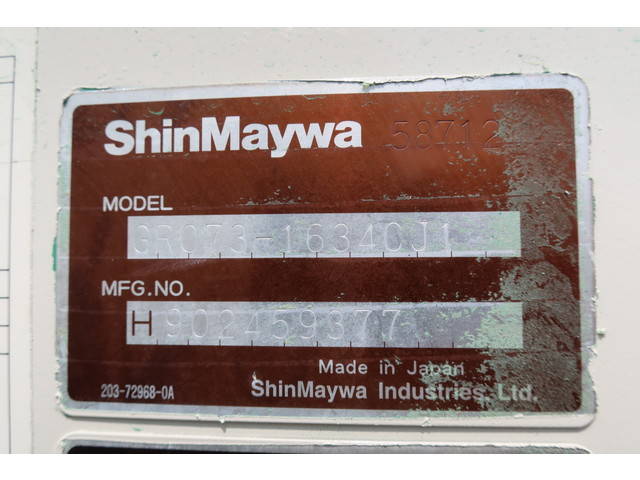 ShinMaywa 58712
MODEL
GR073-16340J1
MFG.NO.
H902459377
Made in Japan
203-72968-0A
ShinMaywa Industries, Ltd.